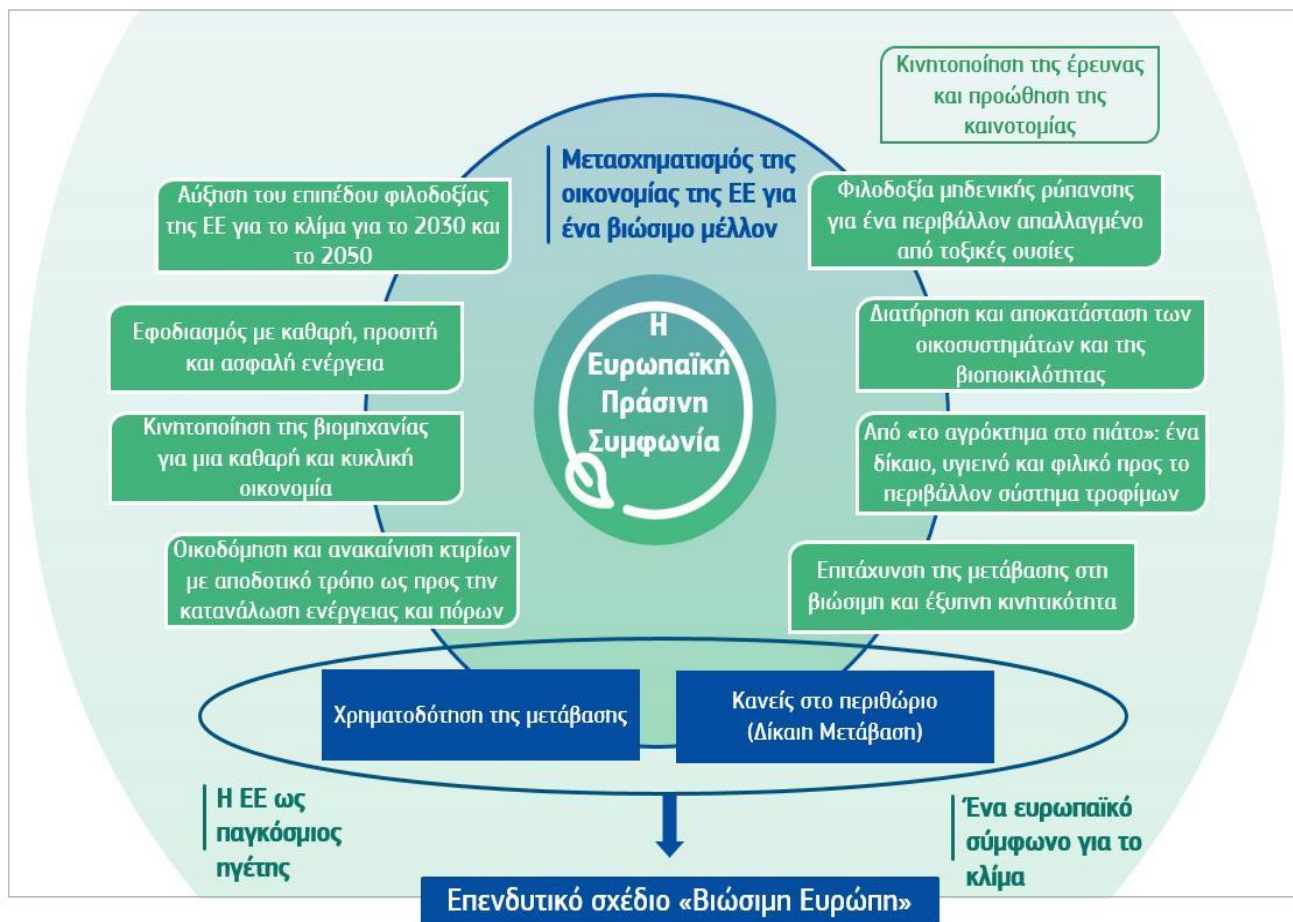 Κινητοποίηση της έρευνας
και προώθηση της
καινοτομίας
Μετασχηματισμός της
οικονομίας της ΕΕ για
ένα βιώσιμο μέλλον
Αύξηση του επιπέδου φιλοδοξίας
της ΕΕ για το κλίμα για το 2030 και
το 2050
Φιλοδοξία μηδενικής ρύπανσης
για ένα περιβάλλον απαλλαγμένο
από τοξικές ουσίες
Εφοδιασμός με καθαρή, προσιτή
και ασφαλή ενέργεια
Η
Ευρωπαϊκή
Πράσινη
Συμφωνία
Διατήρηση και αποκατάσταση των
οικοσυστημάτων και της
βιοποικιλότητας
Κινητοποίηση της βιομηχανίας
για μια καθαρή και κυκλική
οικονομία
Από «το αγρόκτημα στο πιάτο»: ένα
δίκαιο, υγιεινό και φιλικό προς το
περιβάλλον σύστημα τροφίμων
Οικοδόμηση και ανακαίνιση κτιρίων
με αποδοτικό τρόπο ως προς την
κατανάλωση ενέργειας και πόρων
Επιτάχυνση της μετάβασης στη
βιώσιμη και έξυπνη κινητικότητα
Χρηματοδότηση της μετάβασης
Κανείς στο περιθώριο
(Δίκαιη Μετάβαση)
Η ΕΕ ως
παγκόσμιος
ηγέτης
Ένα ευρωπαϊκό
σύμφωνο για το
κλίμα
Επενδυτικό σχέδιο «Βιώσιμη Ευρώπη»